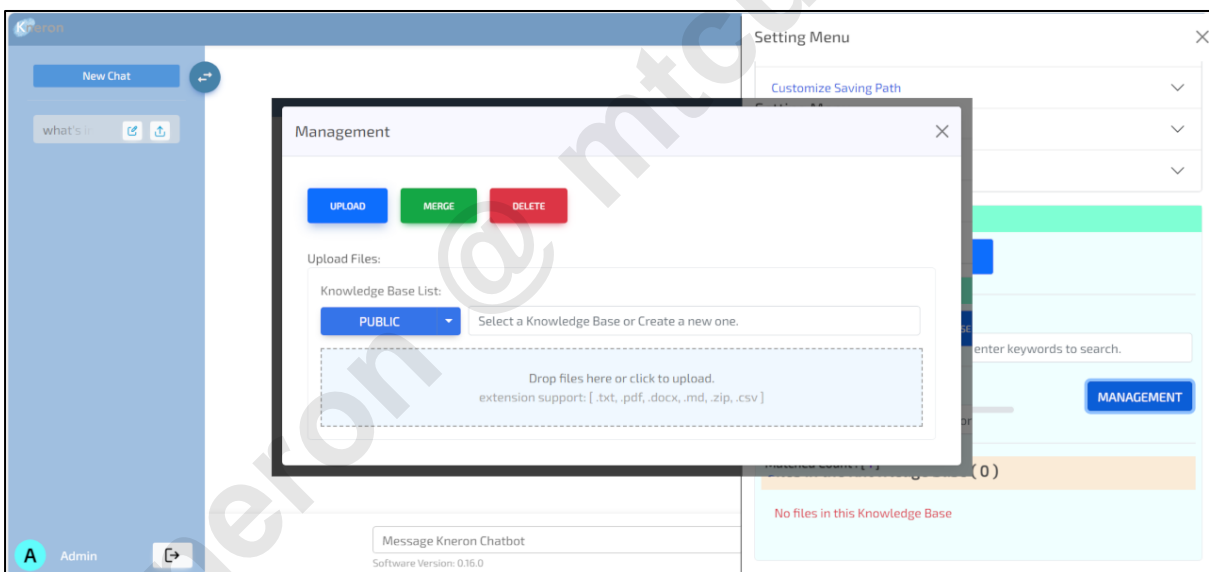 Kneron
New Chat
what's i
Admin
A
Setting Menu
Customize Saving Path
Management
UPLOAD
MERGE
DELETE
Upload Files:
Knowledge Base List:
PUBLIC
Select a Knowledge Base or Create a new one.
Drop files here or click to upload.
extension support: [ .txt, .pdf, .docx, .md, .zip, .csv ]
enter keywords to search.
MANAGEMENT
(0)
No files in this Knowledge Base
Message Kneron Chatbot
Software Version: 0.16.0